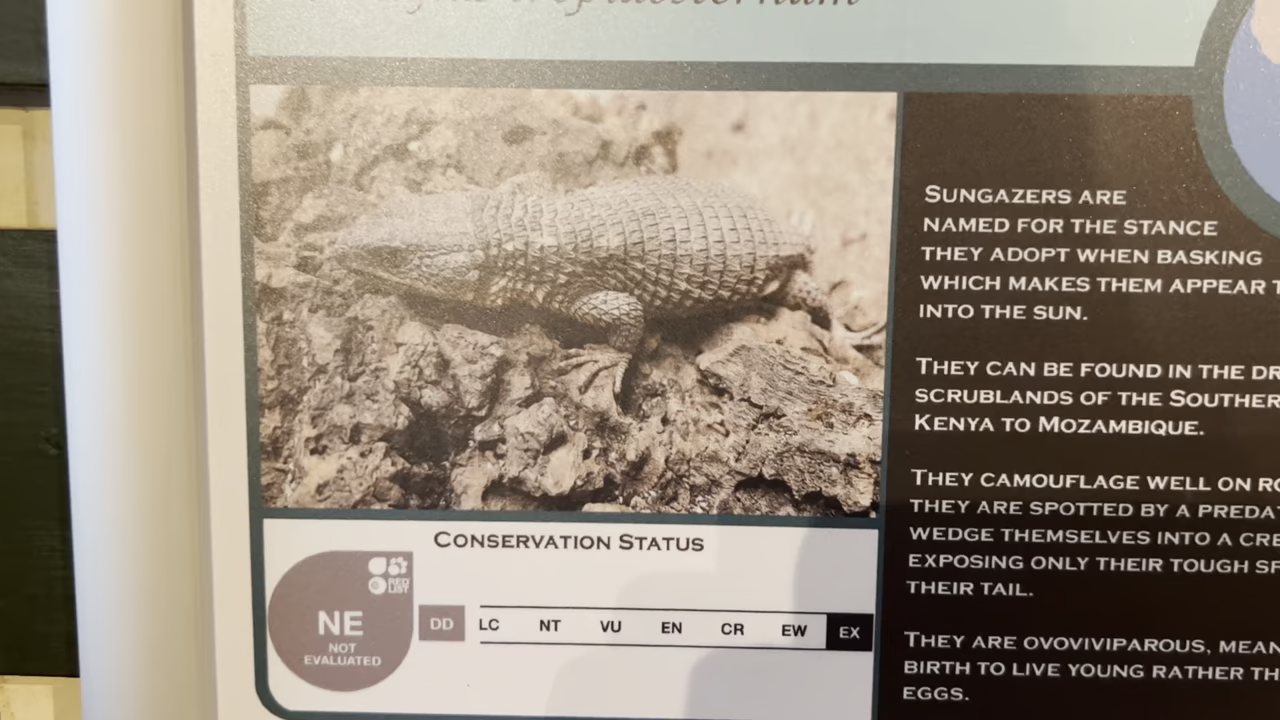 SUNGAZERS ARE
NAMED FOR THE STANCE
THEY ADOPT WHEN BASKING
WHICH MAKES THEM APPEAR
INTO THE SUN.
THEY CAN BE FOUND IN THE
SCRUBLANDS OF THE
KENYA TO MOZAMBIQUE.
THEY CAMOUFLAGE WELL ON
THEY ARE SPOTTED BY A
WEDGE THEMSELVES INTO A
EXPOSING ONLY THEIR TOUGH
THEIR TAIL.
THEY ARE OVOVIVIPAROUS,
BIRTH TO LIVE YOUNG RATHER
EGGS.
CONSERVATION STATUS
RED
LIST
NE
NOT
EVALUATED
DD LC NT VU EN CR EW EX